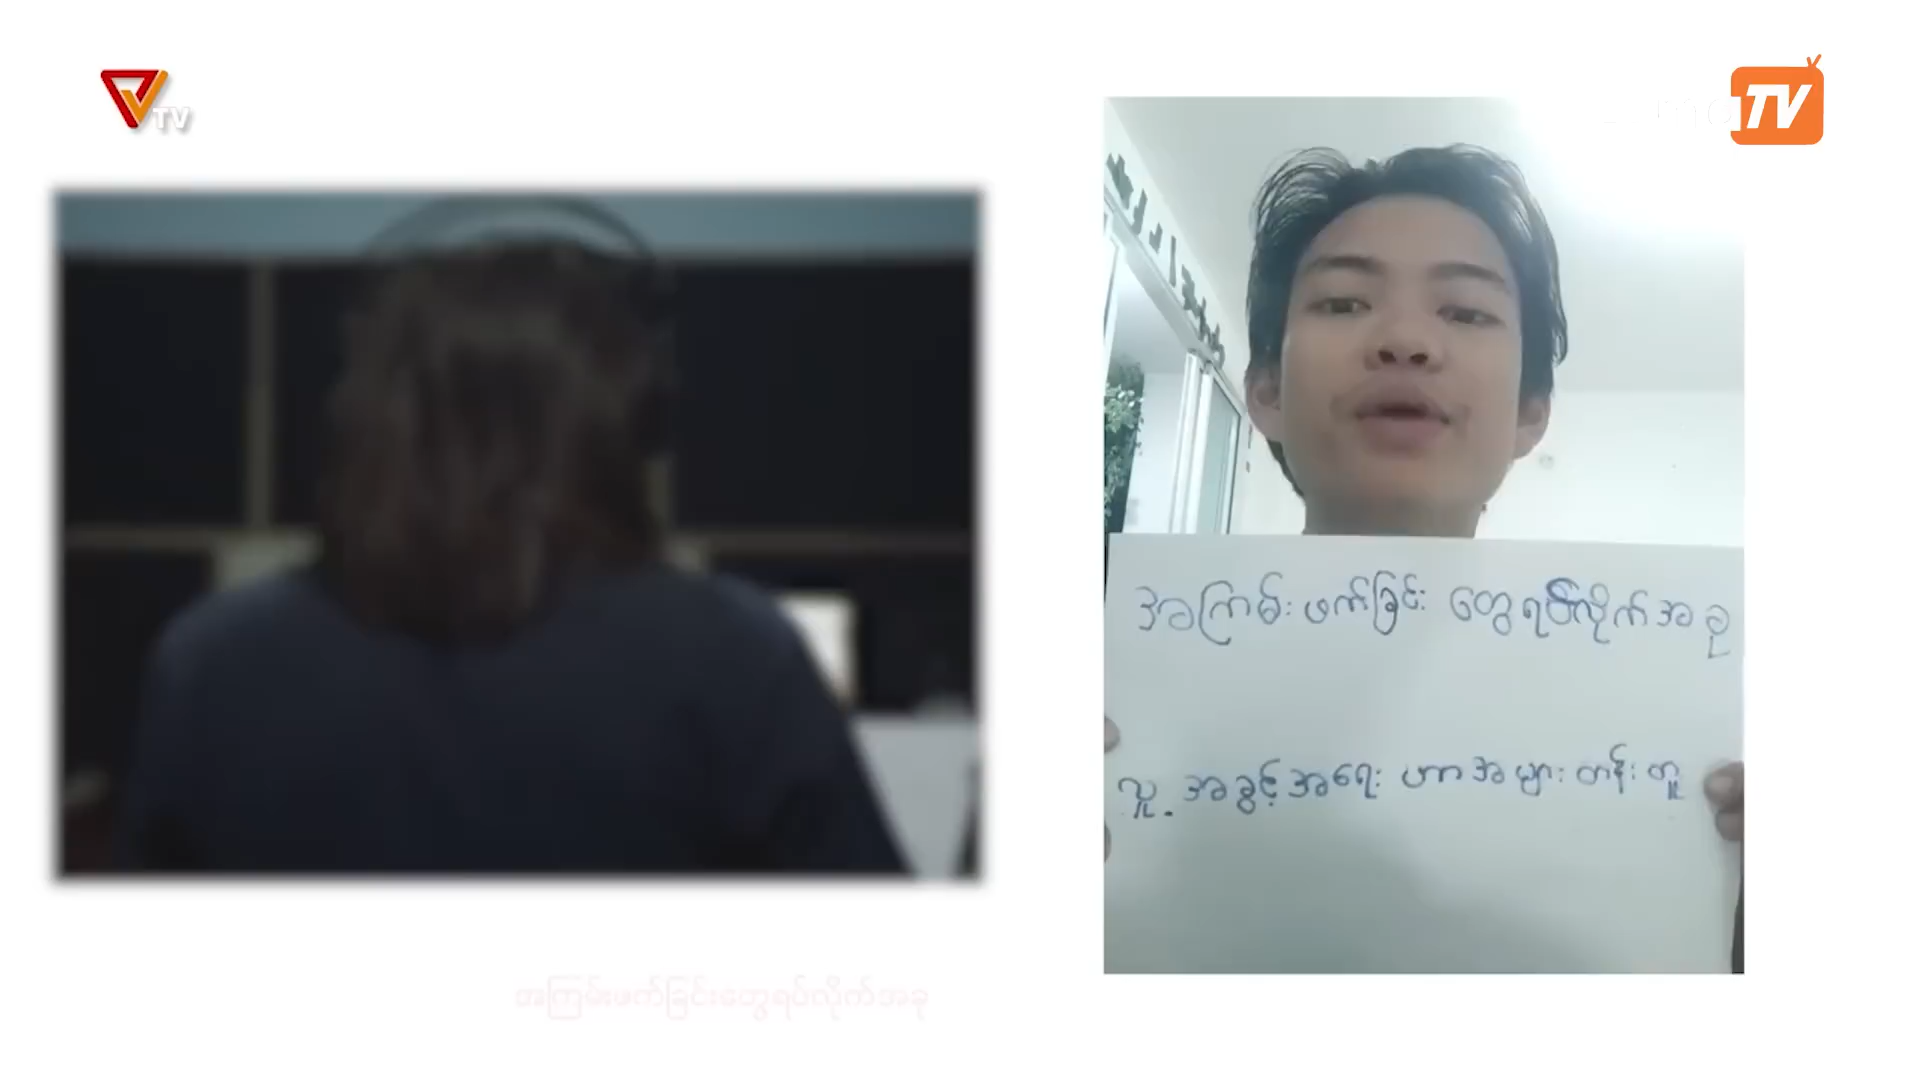 TV
TV
အကြမ်းဖက်ခြင်းတွေရပ်လိုက်အခု
လူ့အခွင့်အရေးဟာအများတန်းတူ
အကြမ်းဖက်ခြင်းတွေရပ်လိုက်အခု